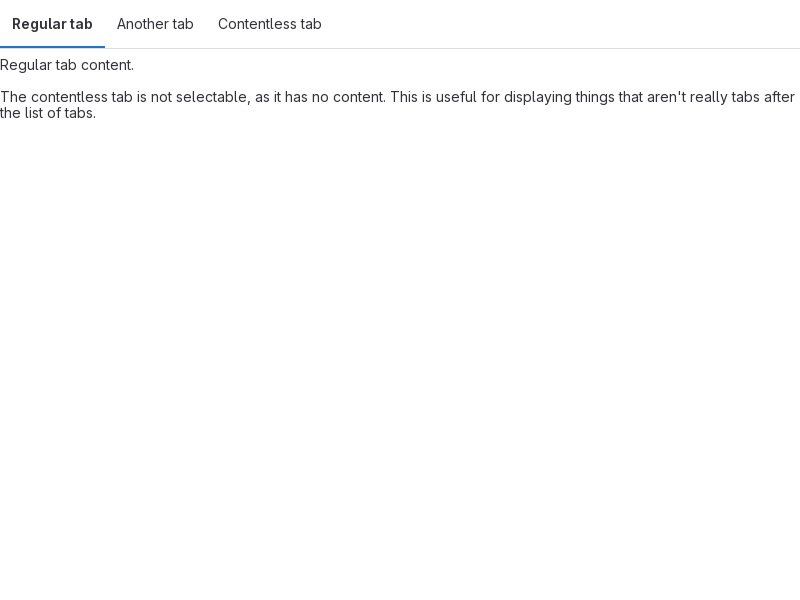 Regular tab Another tab Contentless tab
Regular tab content.
The contentless tab is not selectable, as it has no content. This is useful for displaying things that aren't really tabs after
the list of tabs.